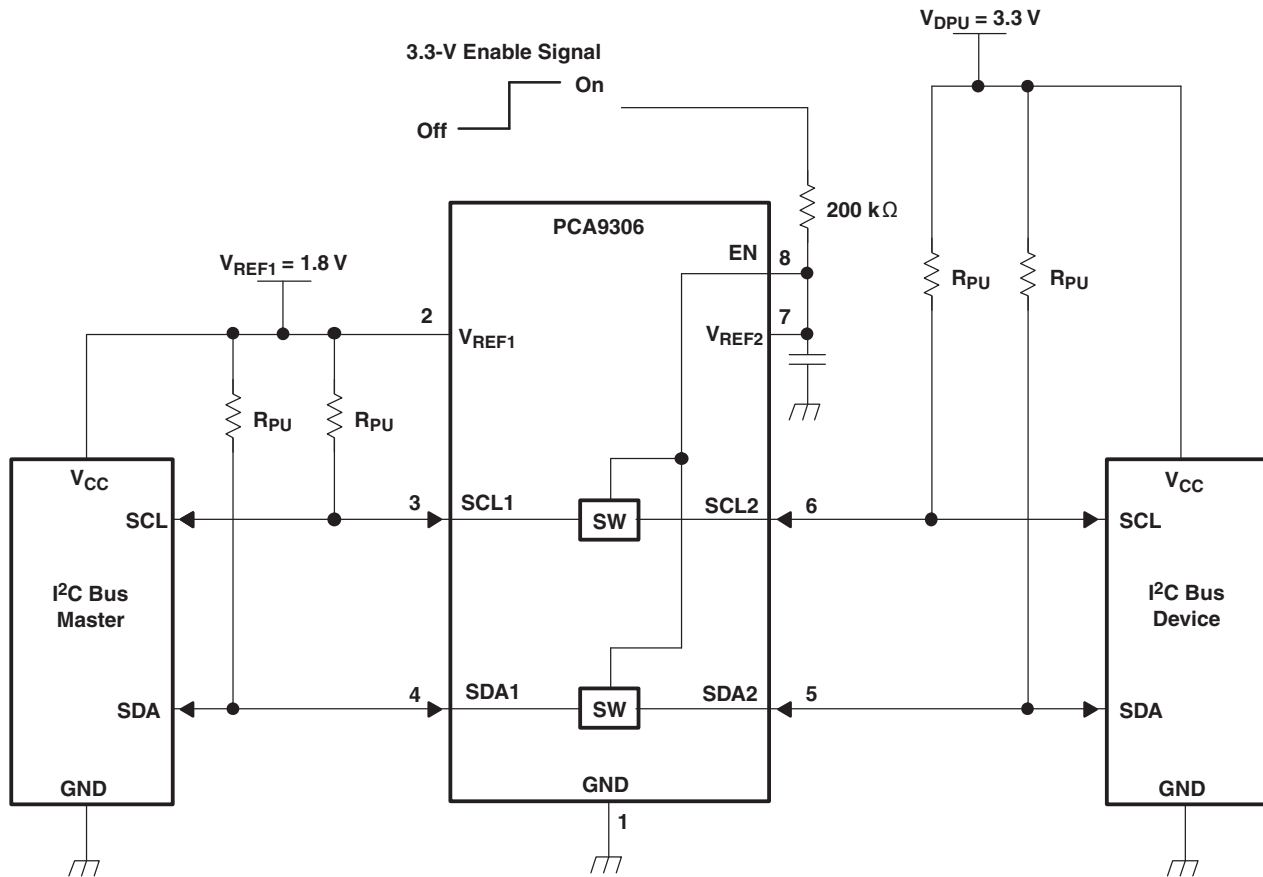 V_DPU = 3.3 V
3.3-V Enable Signal
On
Off
200 kΩ
PCA9306
EN
8
V_REF1 = 1.8 V
R_PU
R_PU
2
7
V_REF1
V_REF2
R_PU
R_PU
V_CC
V_CC
SCL
3
SCL1
SW
SCL2
6
SCL
I²C Bus
Master
I²C Bus
Device
SDA
4
SDA1
SW
SDA2
5
SDA
GND
GND
GND
1